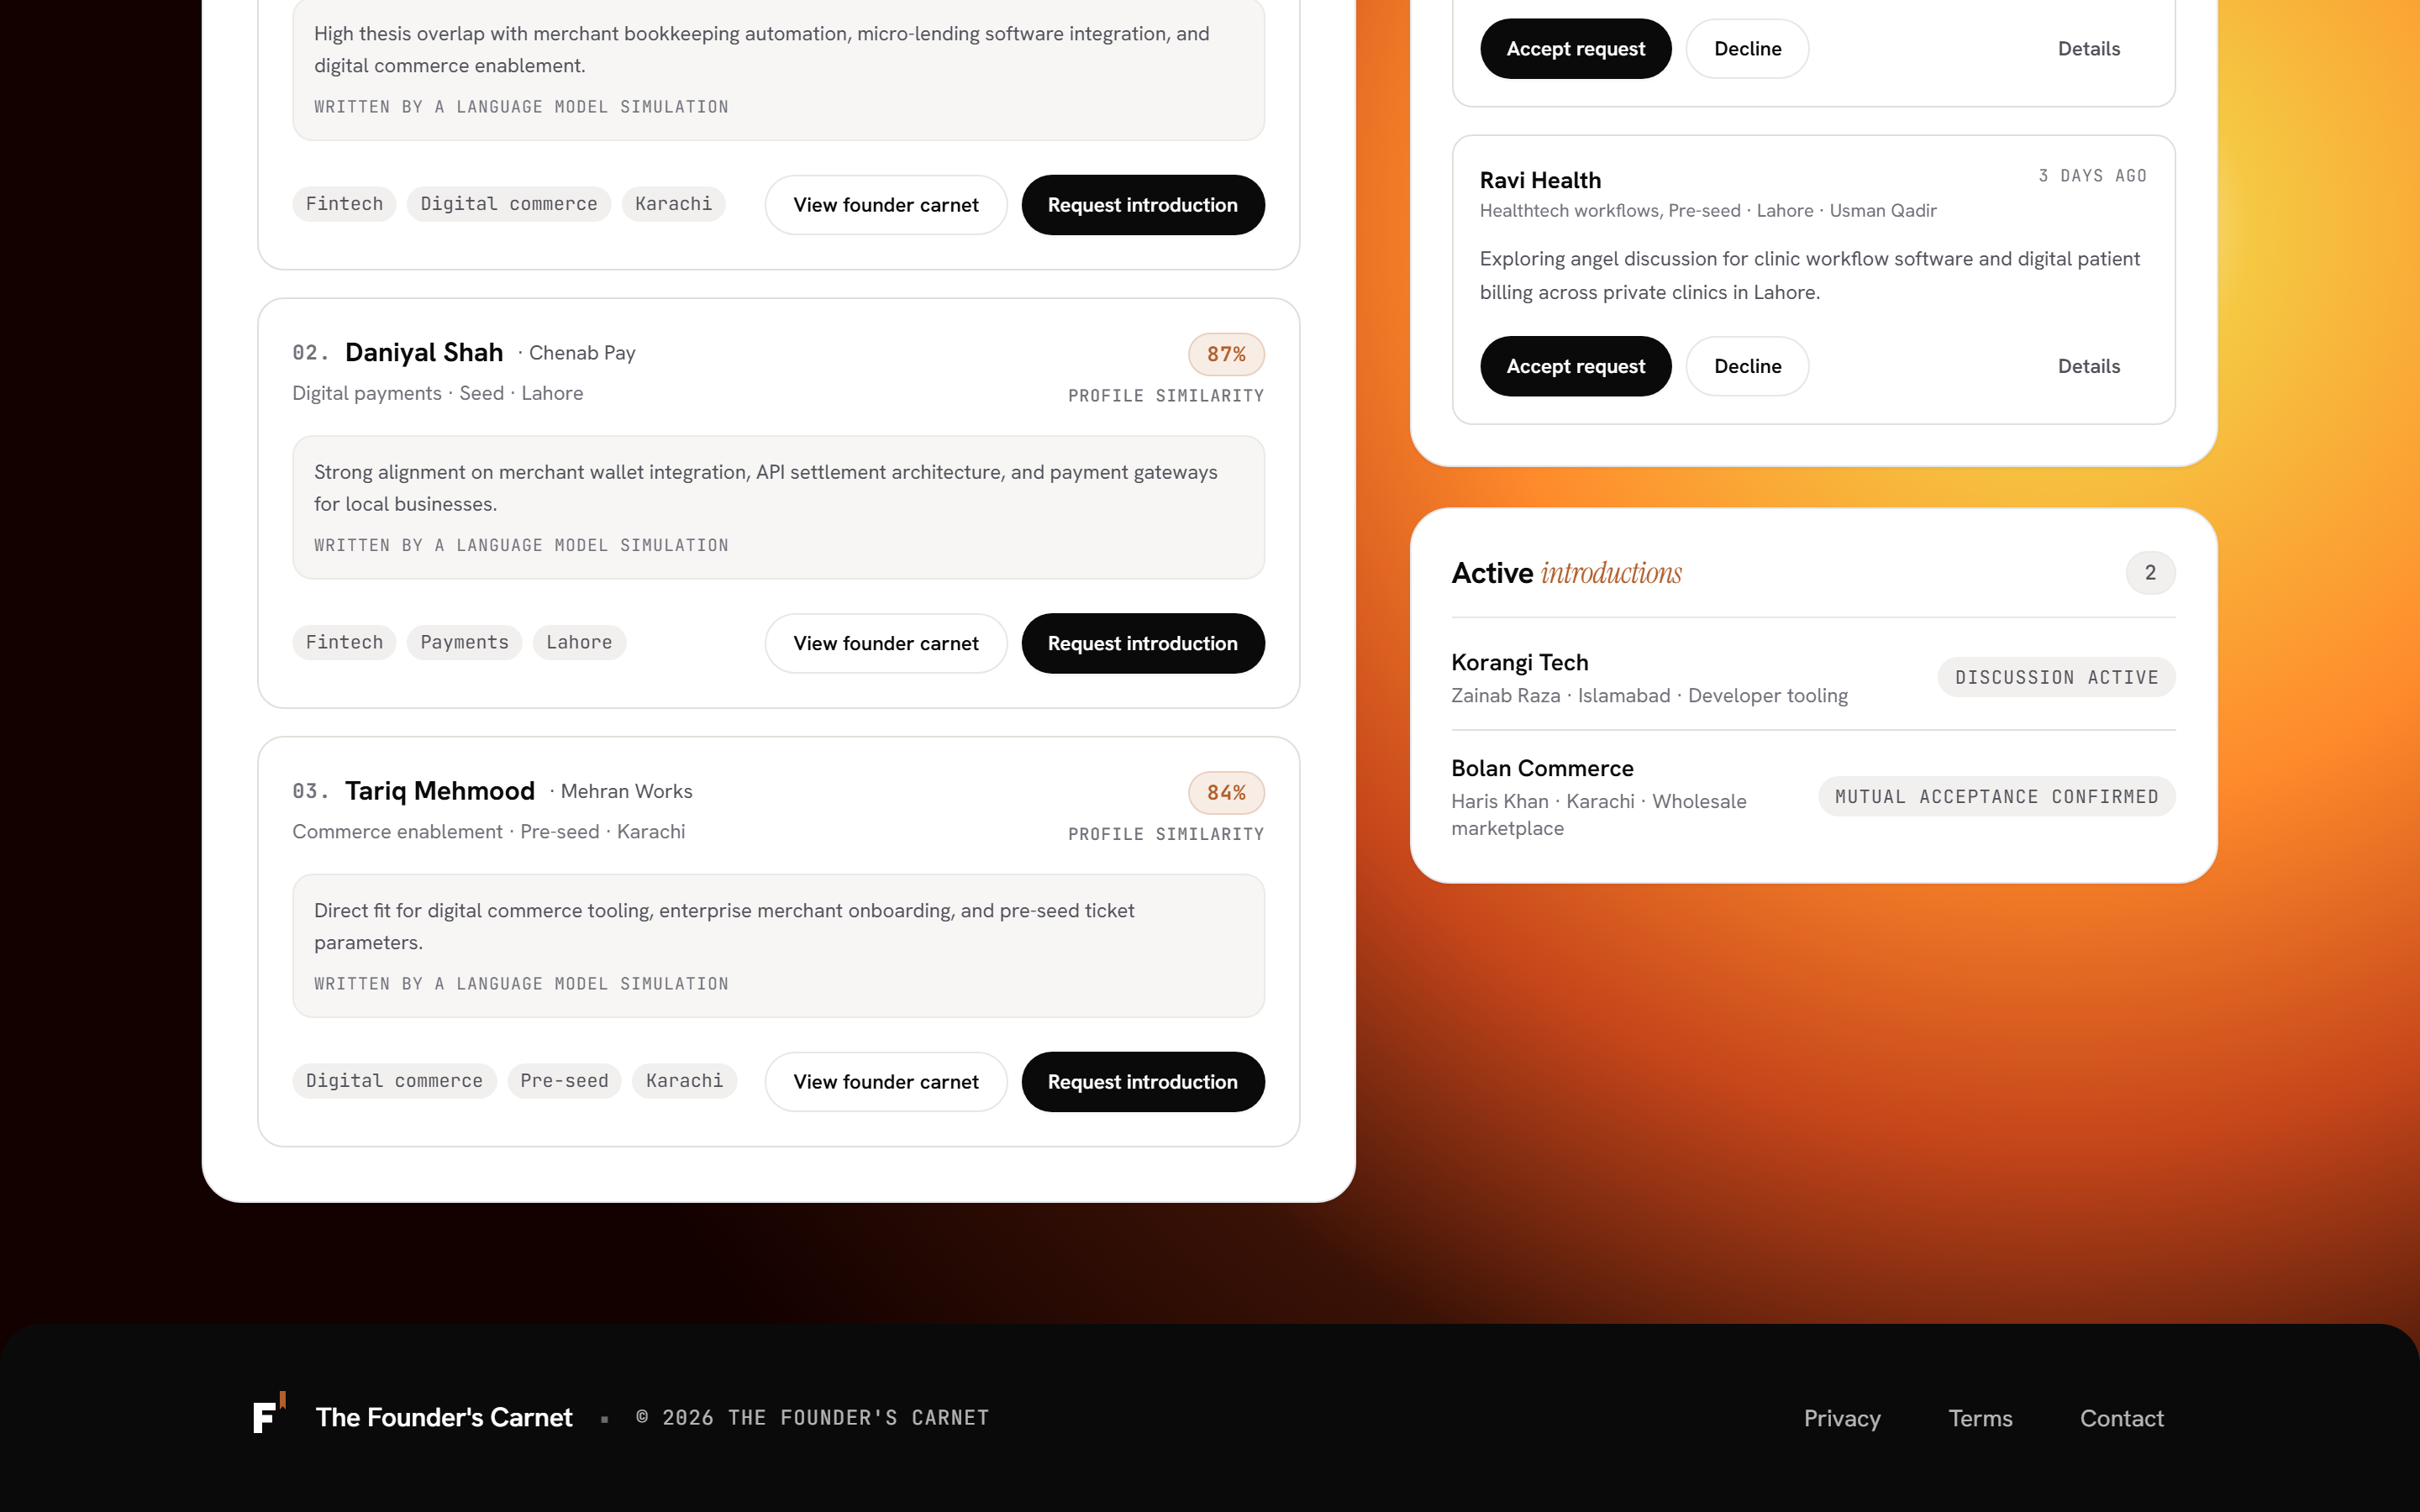 High thesis overlap with merchant bookkeeping automation, micro-lending software integration, and
digital commerce enablement.
WRITTEN BY A LANGUAGE MODEL SIMULATION
Fintech Digital commerce Karachi View founder carnet Request introduction
02. Daniyal Shah · Chenab Pay 87%
Digital payments · Seed · Lahore PROFILE SIMILARITY
Strong alignment on merchant wallet integration, API settlement architecture, and payment gateways
for local businesses.
WRITTEN BY A LANGUAGE MODEL SIMULATION
Fintech Payments Lahore View founder carnet Request introduction
03. Tariq Mehmood · Mehran Works 84%
Commerce enablement · Pre-seed · Karachi PROFILE SIMILARITY
Direct fit for digital commerce tooling, enterprise merchant onboarding, and pre-seed ticket
parameters.
WRITTEN BY A LANGUAGE MODEL SIMULATION
Digital commerce Pre-seed Karachi View founder carnet Request introduction
Accept request Decline Details
Ravi Health 3 DAYS AGO
Healthtech workflows, Pre-seed · Lahore · Usman Qadir
Exploring angel discussion for clinic workflow software and digital patient
billing across private clinics in Lahore.
Accept request Decline Details
Active introductions 2
Korangi Tech
Zainab Raza · Islamabad · Developer tooling DISCUSSION ACTIVE
Bolan Commerce
Haris Khan · Karachi · Wholesale
marketplace
MUTUAL ACCEPTANCE CONFIRMED
F The Founder's Carnet ▪ © 2026 THE FOUNDER'S CARNET Privacy Terms Contact